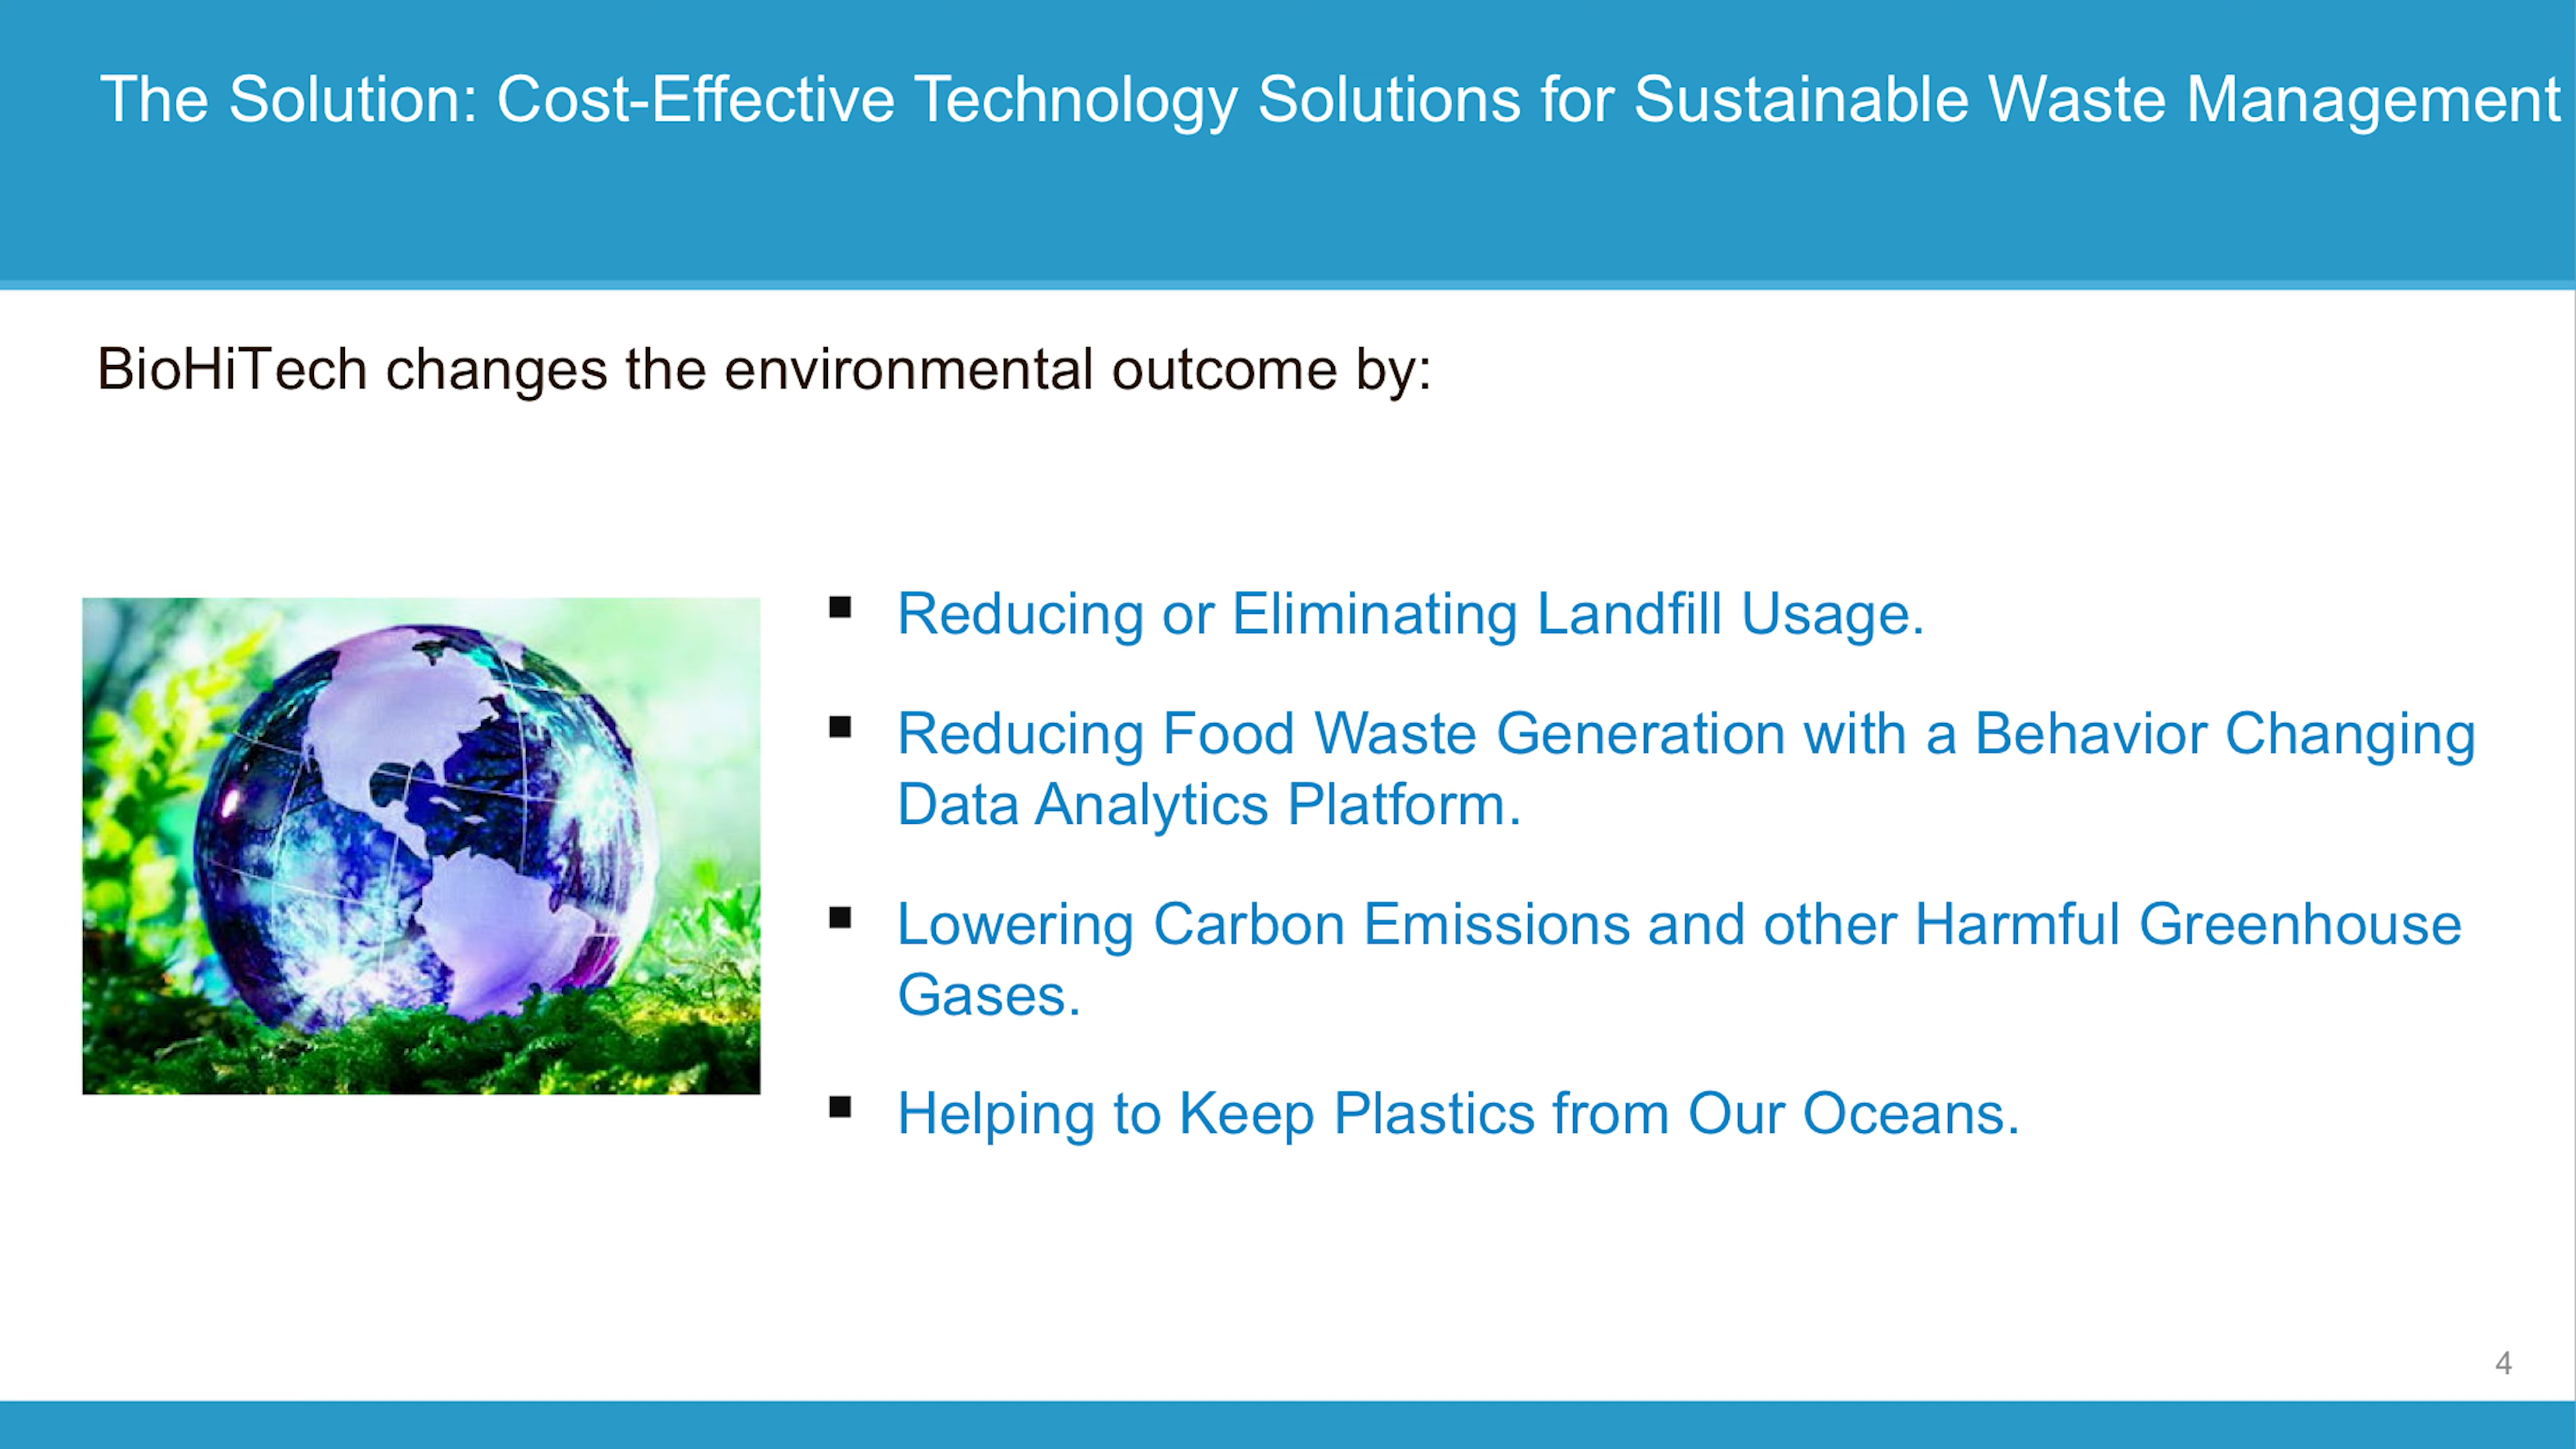 The Solution: Cost-Effective Technology Solutions for Sustainable Waste Management
BioHiTech changes the environmental outcome by:
▪ Reducing or Eliminating Landfill Usage.
▪ Reducing Food Waste Generation with a Behavior Changing
Data Analytics Platform.
▪ Lowering Carbon Emissions and other Harmful Greenhouse
Gases.
▪ Helping to Keep Plastics from Our Oceans.
4